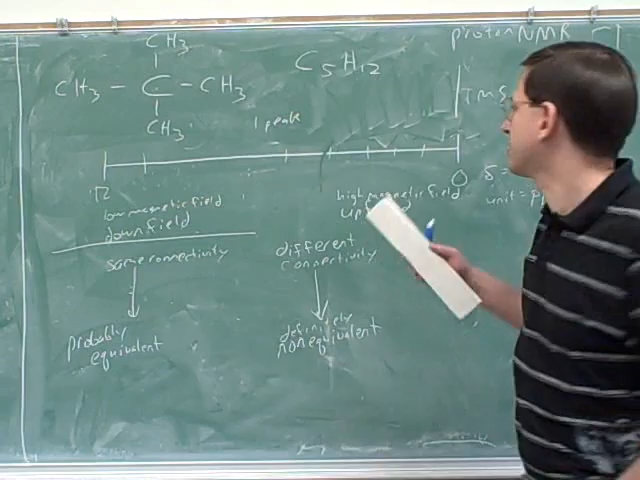 proton NMR
CH3
C5H12
CH3 - C - CH3
CH3
1 peak
TMS
12
0
δ =
unit =
low magnetic field
downfield
high magnetic field
same connectivity
different
connectivity
probably
equivalent
definitely
nonequivalent